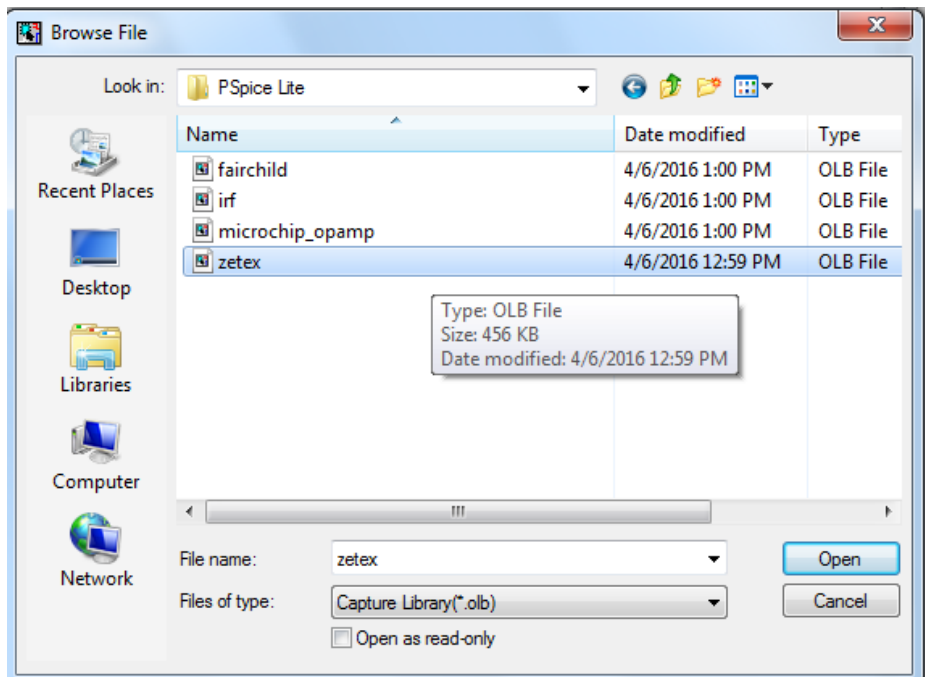 Browse File
Look in: PSpice Lite
Name Date modified Type
fairchild 4/6/2016 1:00 PM OLB File
irf 4/6/2016 1:00 PM OLB File
microchip_opamp 4/6/2016 1:00 PM OLB File
zetex 4/6/2016 12:59 PM OLB File
Recent Places
Desktop
Libraries
Computer
Network
Type: OLB File
Size: 456 KB
Date modified: 4/6/2016 12:59 PM
File name: zetex Open
Files of type: Capture Library(*.olb) Cancel
Open as read-only